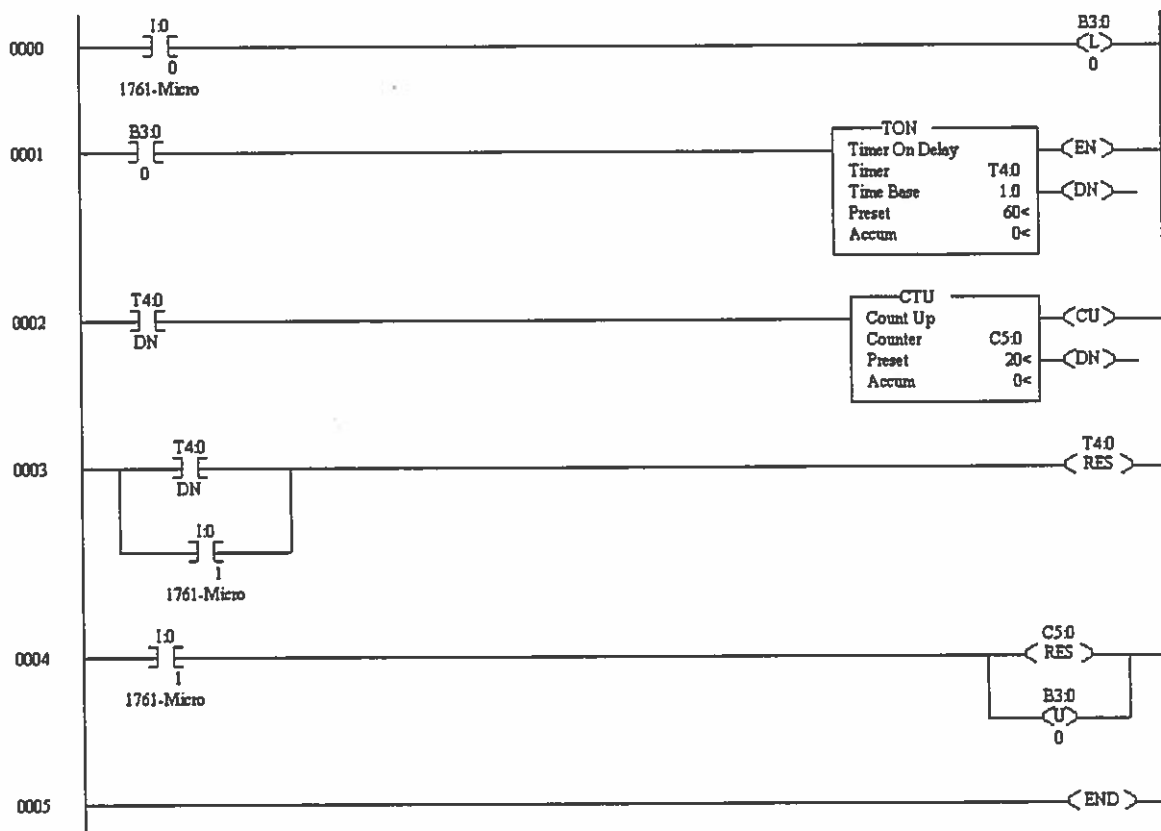 I:0
B3:0
0000
L
0
0
1761-Micro
B3:0
0001
0
TON
Timer On Delay
Timer T4:0
Time Base 1.0
Preset 60<
Accum 0<
EN
DN
T4:0
0002
DN
CTU
Count Up
Counter C5:0
Preset 20<
Accum 0<
CU
DN
T4:0
T4:0
0003
RES
DN
I:0
1
1761-Micro
I:0
C5:0
0004
RES
1
1761-Micro
B3:0
U
0
0005
END